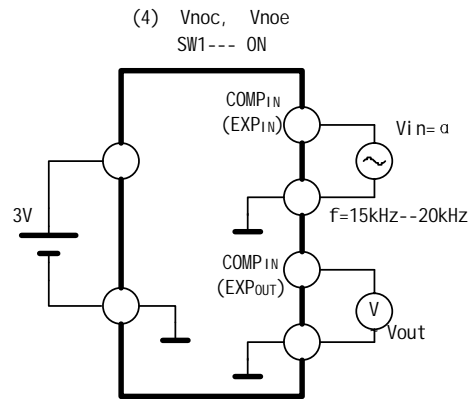 (4) Vnoc, Vnoe
SW1--- ON
COMPIN
(EXPIN)
Vin=α
3V
f=15kHz--20kHz
COMPIN
(EXPOUT)
V
Vout